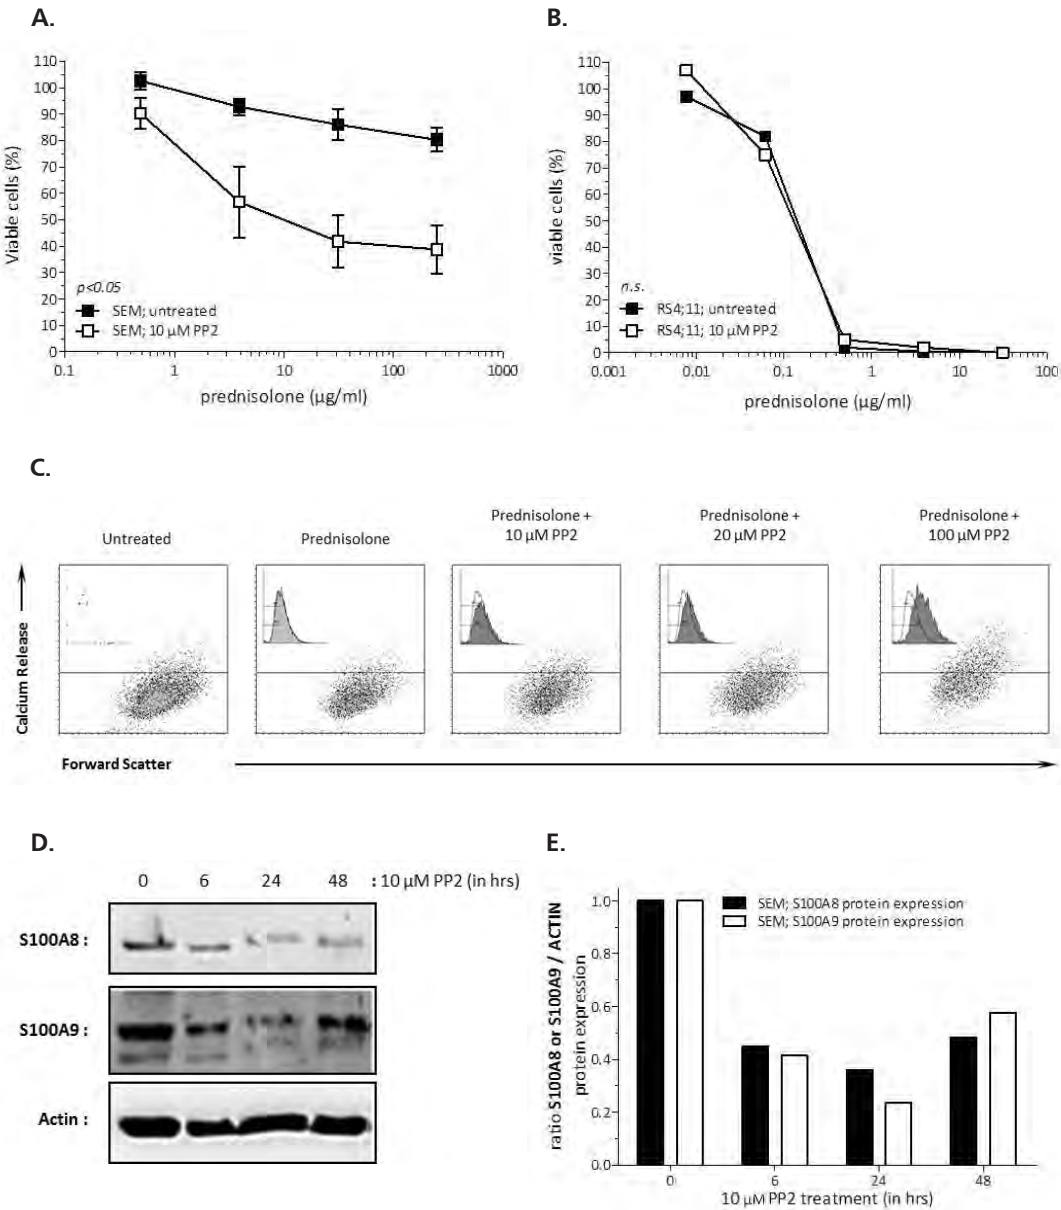 A.
110
100
90
80
70
60
50
40
30
20
10
0
Viable cells (%)
p<0.05
SEM; untreated
SEM; 10 µM PP2
0.1 1 10 100 1000
prednisolone (µg/ml)
B.
110
100
90
80
70
60
50
40
30
20
10
0
viable cells (%)
n.s.
RS4;11; untreated
RS4;11; 10 µM PP2
0.001 0,01 0,1 1 10 100
prednisolone (µg/ml)
C.
Untreated
Prednisolone
Prednisolone +
10 µM PP2
Prednisolone +
20 µM PP2
Prednisolone +
100 µM PP2
Calcium Release
Forward Scatter
D.
0 6 24 48 : 10 µM PP2 (in hrs)
S100A8 :
S100A9 :
Actin :
E.
ratio S100A8 or S100A9 / ACTIN
protein expression
1.0
0.8
0.6
0.4
0.2
0.0
SEM; S100A8 protein expression
SEM; S100A9 protein expression
0 6 24 48
10 µM PP2 treatment (in hrs)